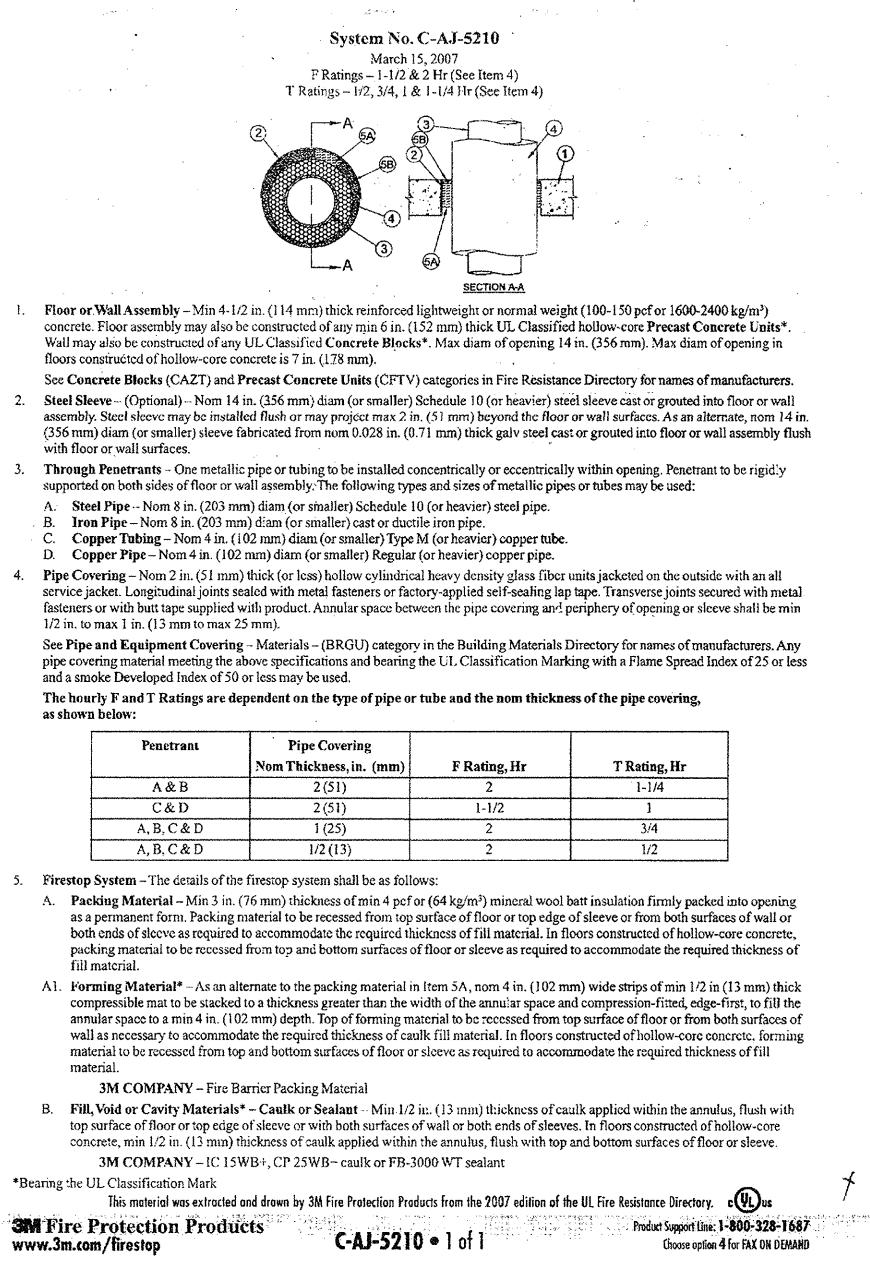 System No. C-AJ-5210
March 15, 2007
F Ratings – 1-1/2 & 2 Hr (See Item 4)
T Ratings – 1/2, 3/4, 1 & 1-1/4 Hr (See Item 4)
A
A
2
5A
5B
4
3
3
5B
2
4
1
5A
SECTION A-A
1. Floor or Wall Assembly – Min 4-1/2 in. (114 mm) thick reinforced lightweight or normal weight (100-150 pcf or 1600-2400 kg/m³)
concrete. Floor assembly may also be constructed of any min 6 in. (152 mm) thick UL Classified hollow-core Precast Concrete Units*.
Wall may also be constructed of any UL Classified Concrete Blocks*. Max diam of opening 14 in. (356 mm). Max diam of opening in
floors constructed of hollow-core concrete is 7 in. (178 mm).
See Concrete Blocks (CAZT) and Precast Concrete Units (CFTV) categories in Fire Resistance Directory for names of manufacturers.
2. Steel Sleeve – (Optional) – Nom 14 in. (356 mm) diam (or smaller) Schedule 10 (or heavier) steel sleeve cast or grouted into floor or wall
assembly. Steel sleeve may be installed flush or may project max 2 in. (51 mm) beyond the floor or wall surfaces. As an alternate, nom 14 in.
(356 mm) diam (or smaller) sleeve fabricated from nom 0.028 in. (0.71 mm) thick galv steel cast or grouted into floor or wall assembly flush
with floor or wall surfaces.
3. Through Penetrants – One metallic pipe or tubing to be installed concentrically or eccentrically within opening. Penetrant to be rigidly
supported on both sides of floor or wall assembly. The following types and sizes of metallic pipes or tubes may be used:
A. Steel Pipe – Nom 8 in. (203 mm) diam (or smaller) Schedule 10 (or heavier) steel pipe.
B. Iron Pipe – Nom 8 in. (203 mm) diam (or smaller) cast or ductile iron pipe.
C. Copper Tubing – Nom 4 in. (102 mm) diam (or smaller) Type M (or heavier) copper tube.
D. Copper Pipe – Nom 4 in. (102 mm) diam (or smaller) Regular (or heavier) copper pipe.
4. Pipe Covering – Nom 2 in. (51 mm) thick (or less) hollow cylindrical heavy density glass fiber units jacketed on the outside with an all
service jacket. Longitudinal joints sealed with metal fasteners or factory-applied self-sealing lap tape. Transverse joints secured with metal
fasteners or with butt tape supplied with product. Annular space between the pipe covering and periphery of opening or sleeve shall be min
1/2 in. to max 1 in. (13 mm to max 25 mm).
See Pipe and Equipment Covering – Materials – (BRGU) category in the Building Materials Directory for names of manufacturers. Any
pipe covering material meeting the above specifications and bearing the UL Classification Marking with a Flame Spread Index of 25 or less
and a smoke Developed Index of 50 or less may be used.
The hourly F and T Ratings are dependent on the type of pipe or tube and the nom thickness of the pipe covering,
as shown below:
Penetrant Pipe Covering
Nom Thickness, in. (mm) F Rating, Hr T Rating, Hr
A & B 2 (51) 2 1-1/4
C & D 2 (51) 1-1/2 1
A, B, C & D 1 (25) 2 3/4
A, B, C & D 1/2 (13) 2 1/2
5. Firestop System – The details of the firestop system shall be as follows:
A. Packing Material – Min 3 in. (76 mm) thickness of min 4 pcf or (64 kg/m³) mineral wool batt insulation firmly packed into opening
as a permanent form. Packing material to be recessed from top surface of floor or top edge of sleeve or from both surfaces of wall or
both ends of sleeve as required to accommodate the required thickness of fill material. In floors constructed of hollow-core concrete,
packing material to be recessed from top and bottom surfaces of floor or sleeve as required to accommodate the required thickness of
fill material.
A1. Forming Material* – As an alternate to the packing material in Item 5A, nom 4 in. (102 mm) wide strips of min 1/2 in (13 mm) thick
compressible mat to be stacked to a thickness greater than the width of the annular space and compression-fitted, edge-first, to fill the
annular space to a min 4 in. (102 mm) depth. Top of forming material to be recessed from top surface of floor or from both surfaces of
wall as necessary to accommodate the required thickness of caulk fill material. In floors constructed of hollow-core concrete, forming
material to be recessed from top and bottom surfaces of floor or sleeve as required to accommodate the required thickness of fill
material.
3M COMPANY – Fire Barrier Packing Material
B. Fill, Void or Cavity Materials* – Caulk or Sealant – Min 1/2 in. (13 mm) thickness of caulk applied within the annulus, flush with
top surface of floor or top edge of sleeve or with both surfaces of wall or both ends of sleeves. In floors constructed of hollow-core
concrete, min 1/2 in. (13 mm) thickness of caulk applied within the annulus, flush with top and bottom surfaces of floor or sleeve.
3M COMPANY – IC 15WB+, CP 25WB+ caulk or FB-3000 WT sealant
*Bearing the UL Classification Mark
This material was extracted and drawn by 3M Fire Protection Products from the 2007 edition of the UL Fire Resistance Directory. c UL us
3M Fire Protection Products
www.3m.com/firestop
C-AJ-5210 • 1 of 1
Product Support Line: 1-800-328-1687
Choose option 4 for FAX ON DEMAND